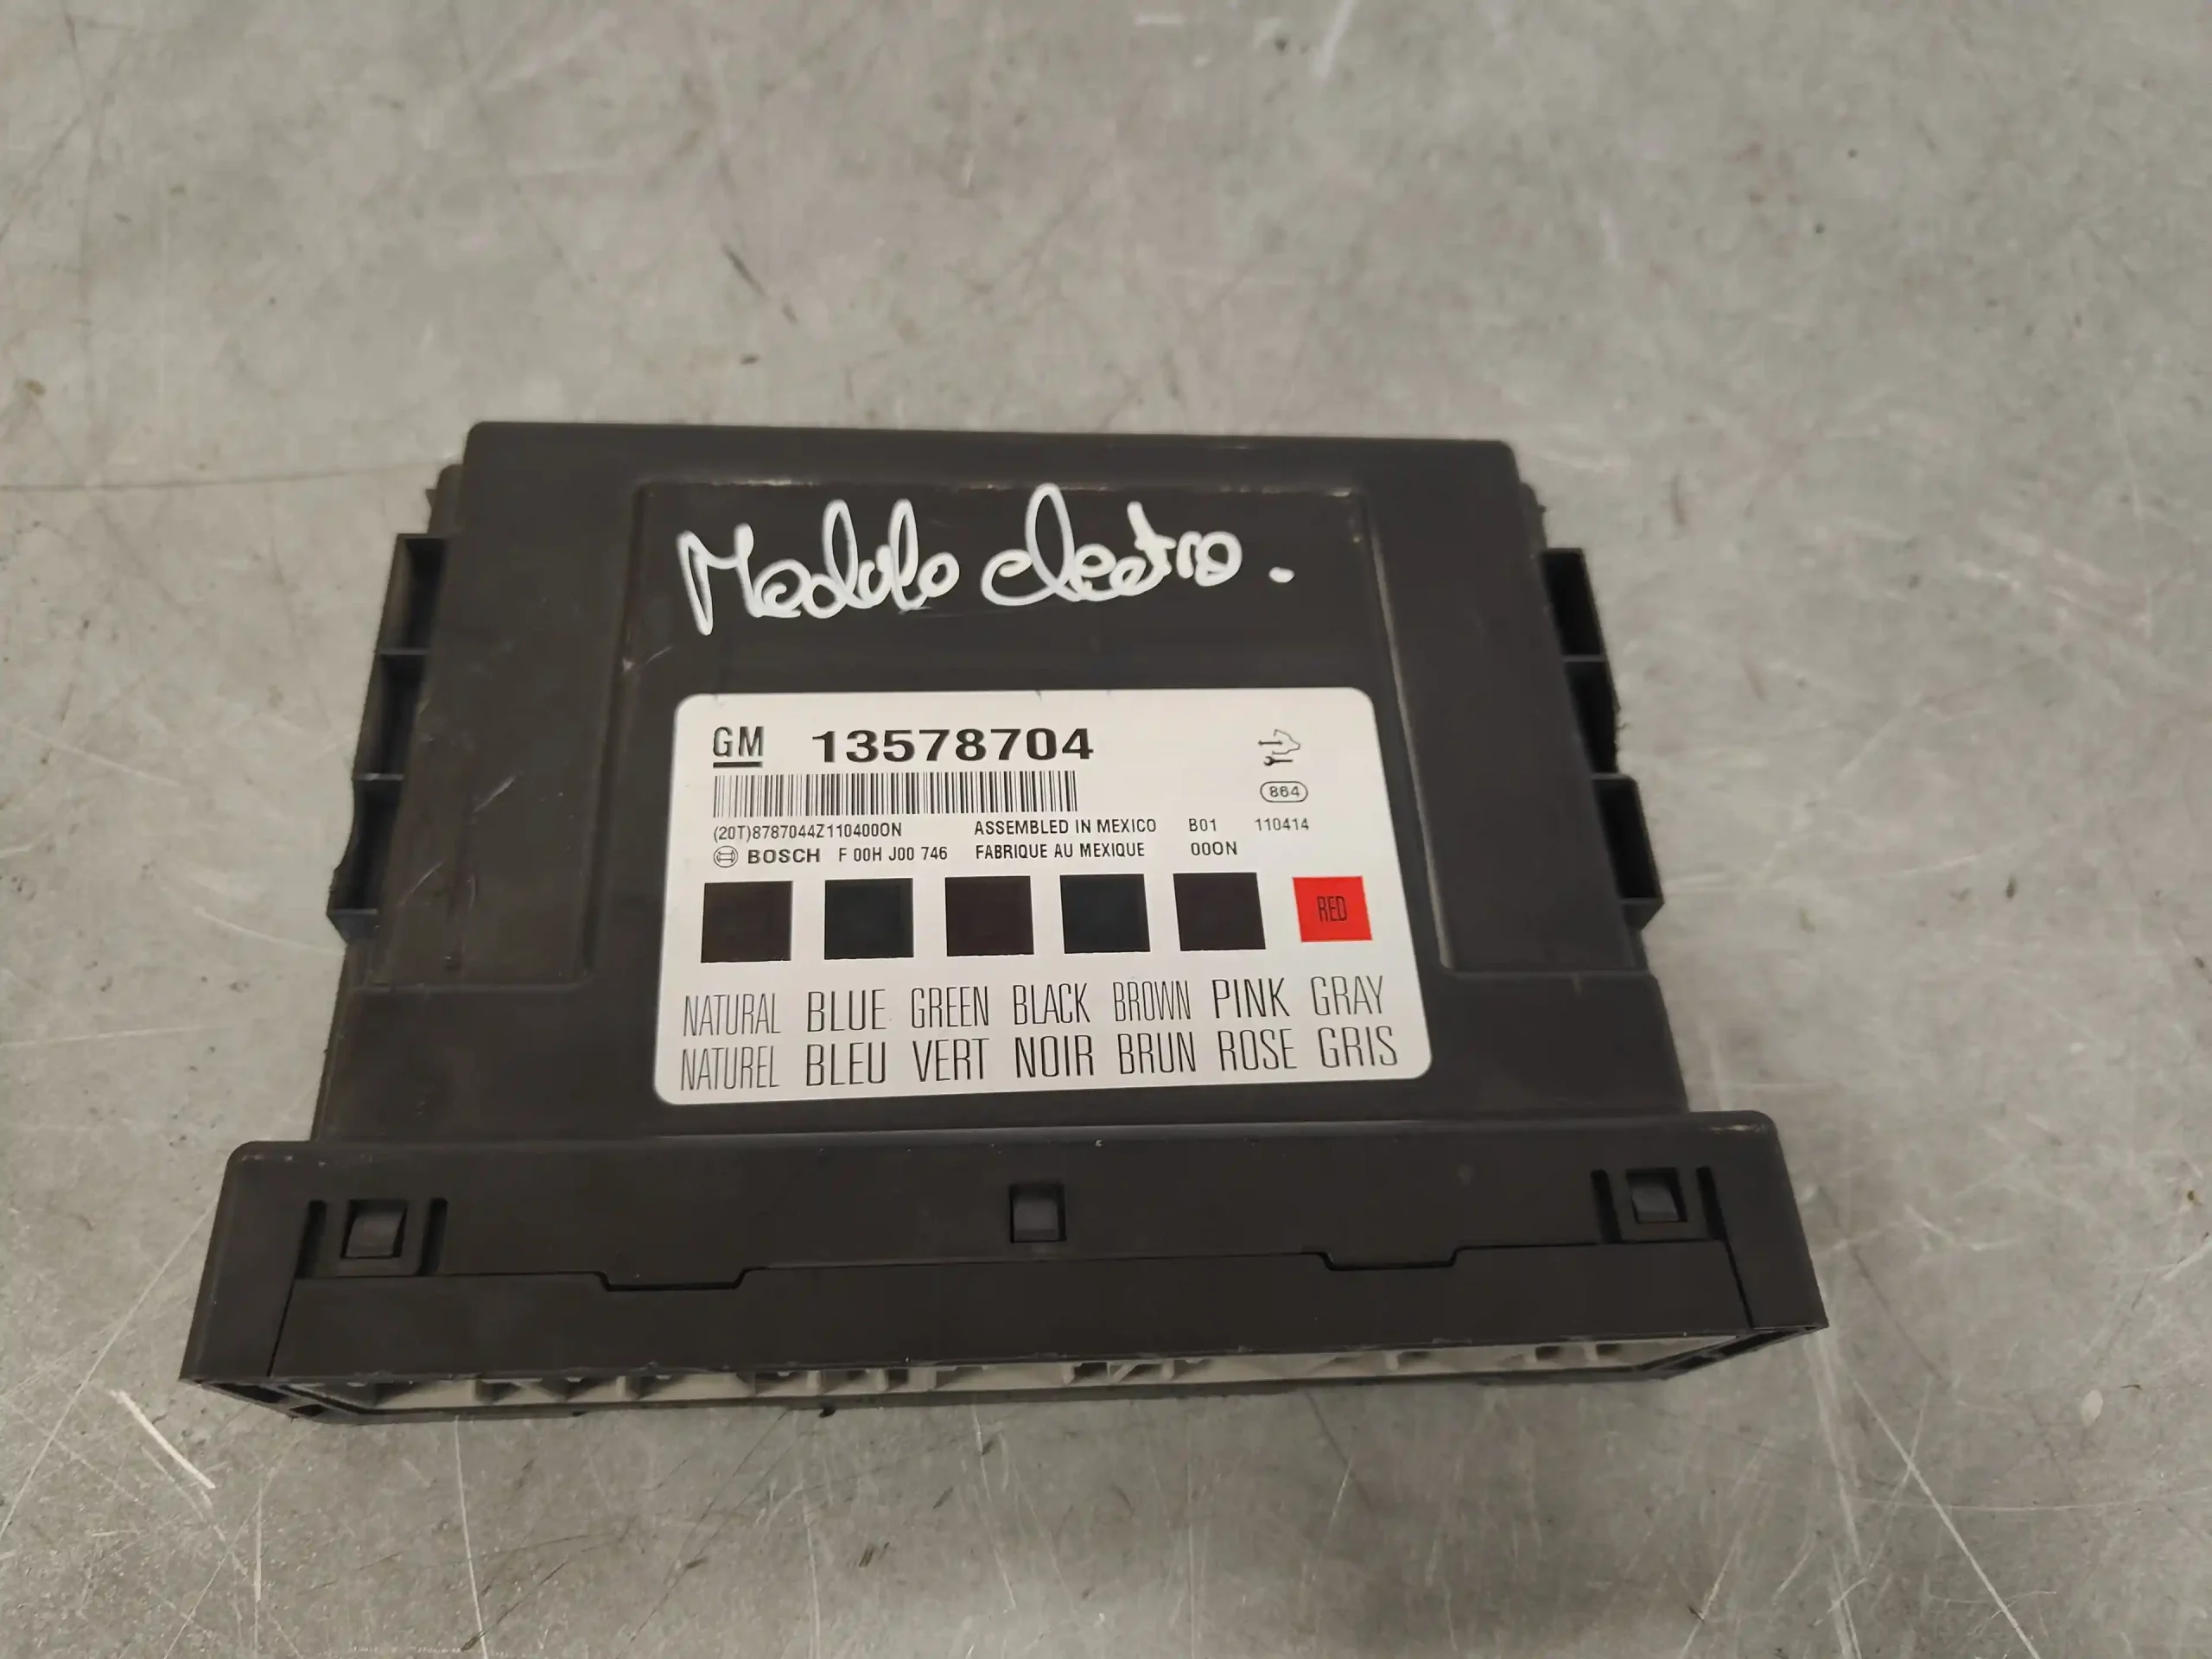 Modulo electro.
GM 13578704
864
(20T)8787044Z110400ON ASSEMBLED IN MEXICO B01 110414
BOSCH F 00H J00 746 FABRIQUE AU MEXIQUE 000N
RED
NATURAL BLUE GREEN BLACK BROWN PINK GRAY
NATUREL BLEU VERT NOIR BRUN ROSE GRIS